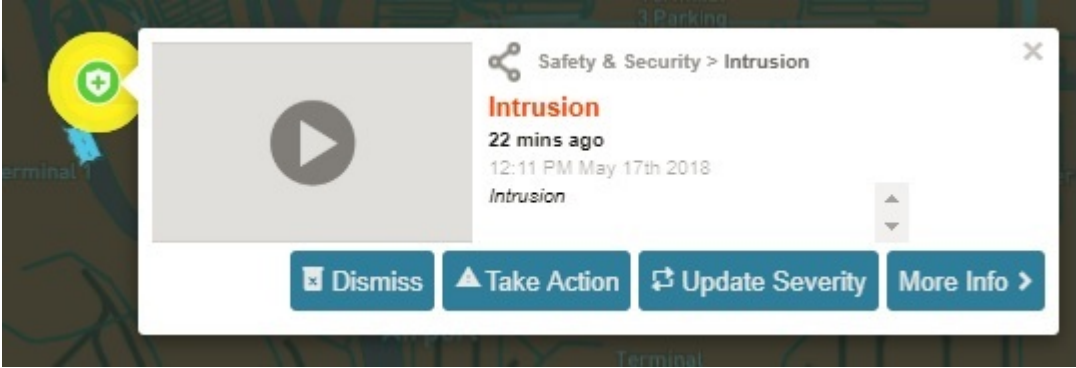 3 Parking
Safety & Security > Intrusion
Intrusion
22 mins ago
12:11 PM May 17th 2018
Intrusion
Terminal 1
Dismiss
Take Action
Update Severity
More Info >
Airport
Terminal